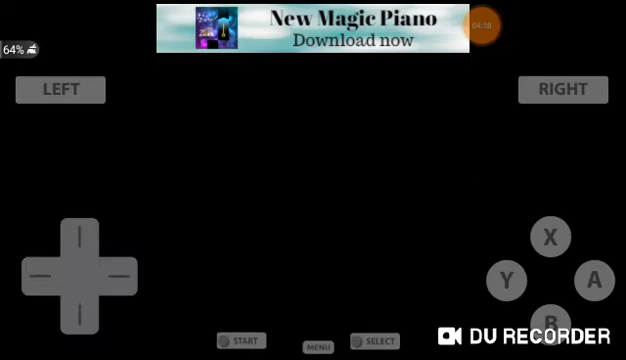 New Magic Piano
Download now
04:18
64%
LEFT
RIGHT
X
Y
A
B
START
SELECT
MENU
DU RECORDER